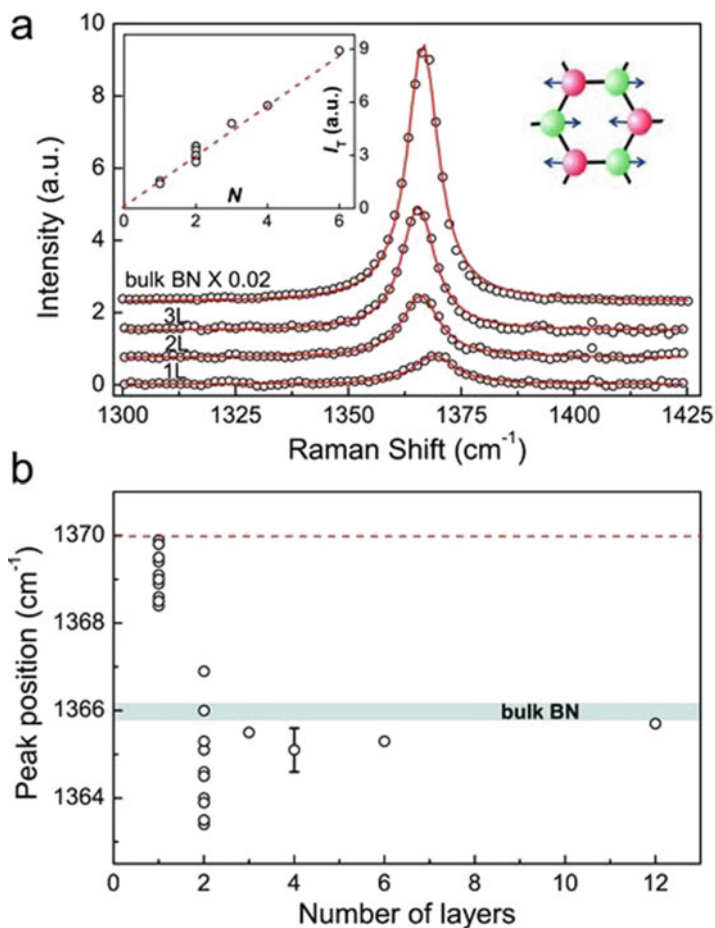 a
10
8
6
4
2
0
Intensity (a.u.)
9
6
3
0
I_T (a.u.)
N
0 2 4 6
bulk BN X 0.02
3L
2L
1L
1300 1325 1350 1375 1400 1425
Raman Shift (cm⁻¹)
b
1370
1368
1366
1364
Peak position (cm⁻¹)
bulk BN
0 2 4 6 8 10 12
Number of layers